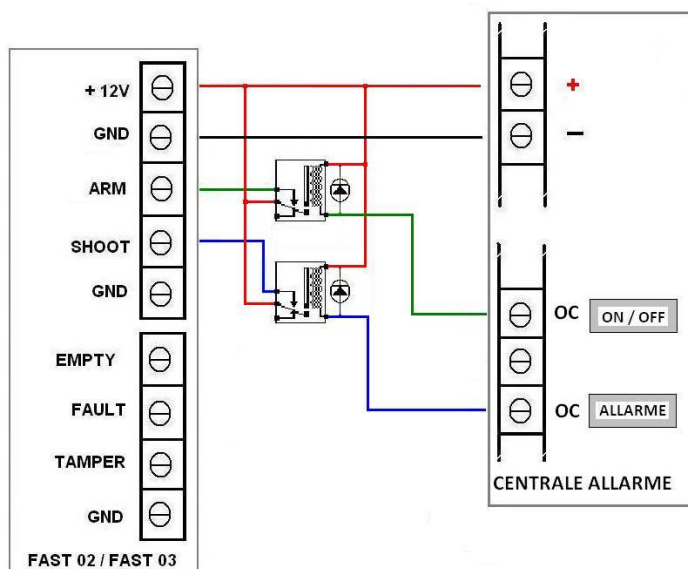 + 12V
GND
ARM
SHOOT
GND
EMPTY
FAULT
TAMPER
GND
FAST 02 / FAST 03
+
–
OC ON / OFF
OC ALLARME
CENTRALE ALLARME